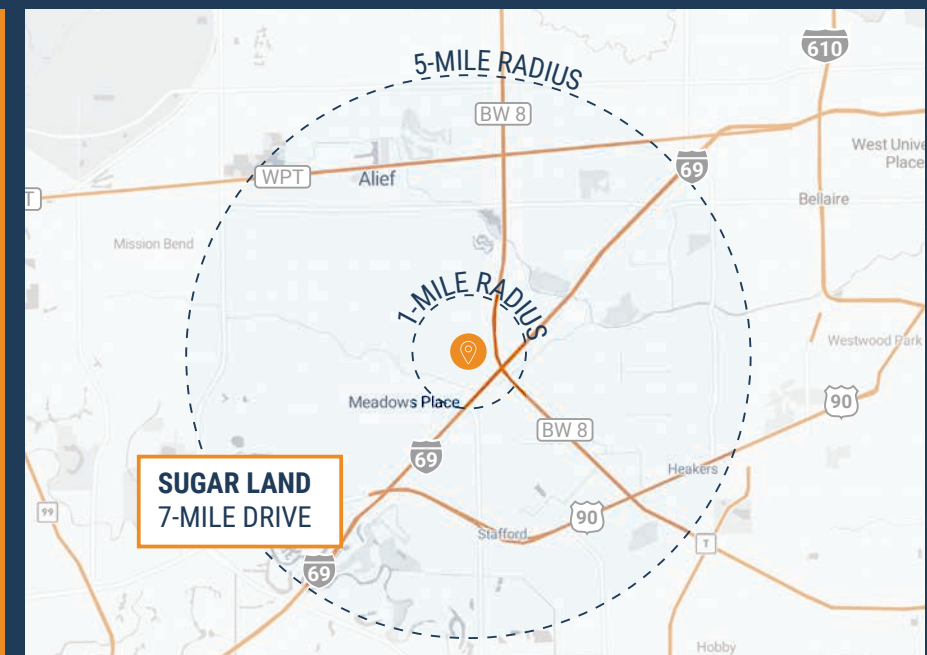 610
5-MILE RADIUS
BW 8
69
West Unive
Place
WPT
Alief
T
Bellaire
Mission Bend
1-MILE RADIUS
Westwood Park
Meadows Place
90
BW 8
69
SUGAR LAND
7-MILE DRIVE
Heakers
99
90
Stafford
T
69
Hobby